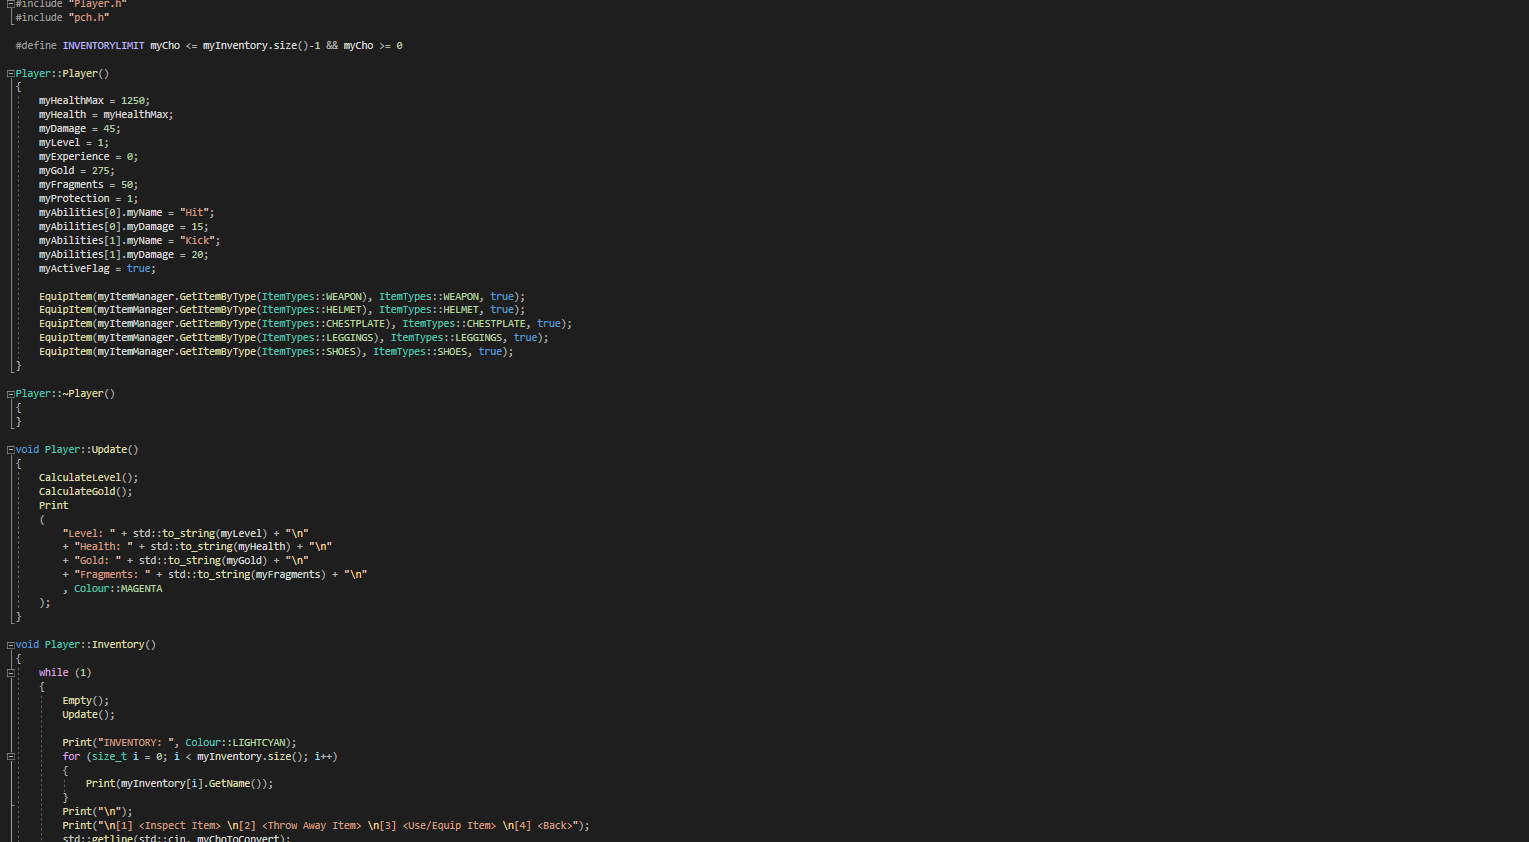 #include "Player.h"
#include "pch.h"
#define INVENTORYLIMIT myCho <= myInventory.size()-1 && myCho >= 0
Player::Player()
{
myHealthMax = 1250;
myHealth = myHealthMax;
myDamage = 45;
myLevel = 1;
myExperience = 0;
myGold = 275;
myFragments = 50;
myProtection = 1;
myAbilities[0].myName = "Hit";
myAbilities[0].myDamage = 15;
myAbilities[1].myName = "Kick";
myAbilities[1].myDamage = 20;
myActiveFlag = true;
EquipItem(myItemManager.GetItemByType(ItemTypes::WEAPON), ItemTypes::WEAPON, true);
EquipItem(myItemManager.GetItemByType(ItemTypes::HELMET), ItemTypes::HELMET, true);
EquipItem(myItemManager.GetItemByType(ItemTypes::CHESTPLATE), ItemTypes::CHESTPLATE, true);
EquipItem(myItemManager.GetItemByType(ItemTypes::LEGGINGS), ItemTypes::LEGGINGS, true);
EquipItem(myItemManager.GetItemByType(ItemTypes::SHOES), ItemTypes::SHOES, true);
}
Player::~Player()
{
}
void Player::Update()
{
CalculateLevel();
CalculateGold();
Print
(
"Level: " + std::to_string(myLevel) + "\n"
+ "Health: " + std::to_string(myHealth) + "\n"
+ "Gold: " + std::to_string(myGold) + "\n"
+ "Fragments: " + std::to_string(myFragments) + "\n"
, Colour::MAGENTA
);
}
void Player::Inventory()
{
while (1)
{
Empty();
Update();
Print("INVENTORY: ", Colour::LIGHTCYAN);
for (size_t i = 0; i < myInventory.size(); i++)
{
Print(myInventory[i].GetName());
}
Print("\n");
Print("\n[1] <Inspect Item> \n[2] <Throw Away Item> \n[3] <Use/Equip Item> \n[4] <Back>");
std::getline(std::cin, myChoToConvert);